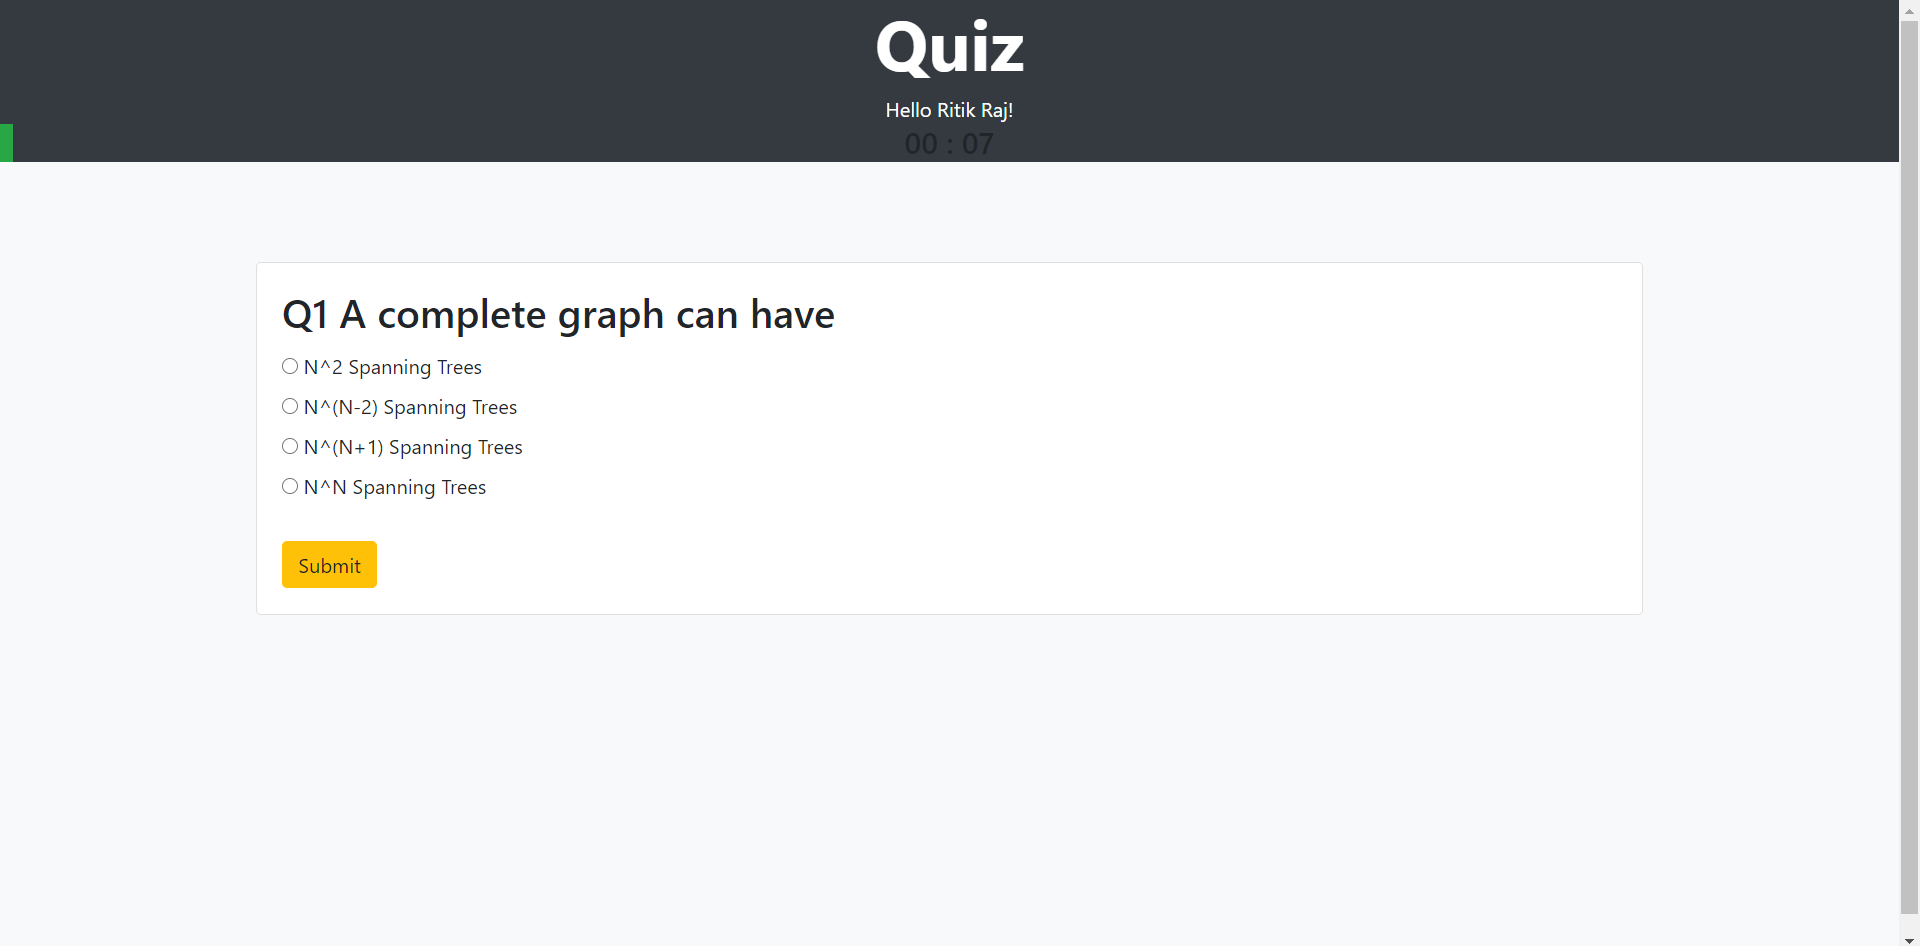 Quiz
Hello Ritik Raj!
00 : 07
Q1 A complete graph can have
N^2 Spanning Trees
N^(N-2) Spanning Trees
N^(N+1) Spanning Trees
N^N Spanning Trees
Submit